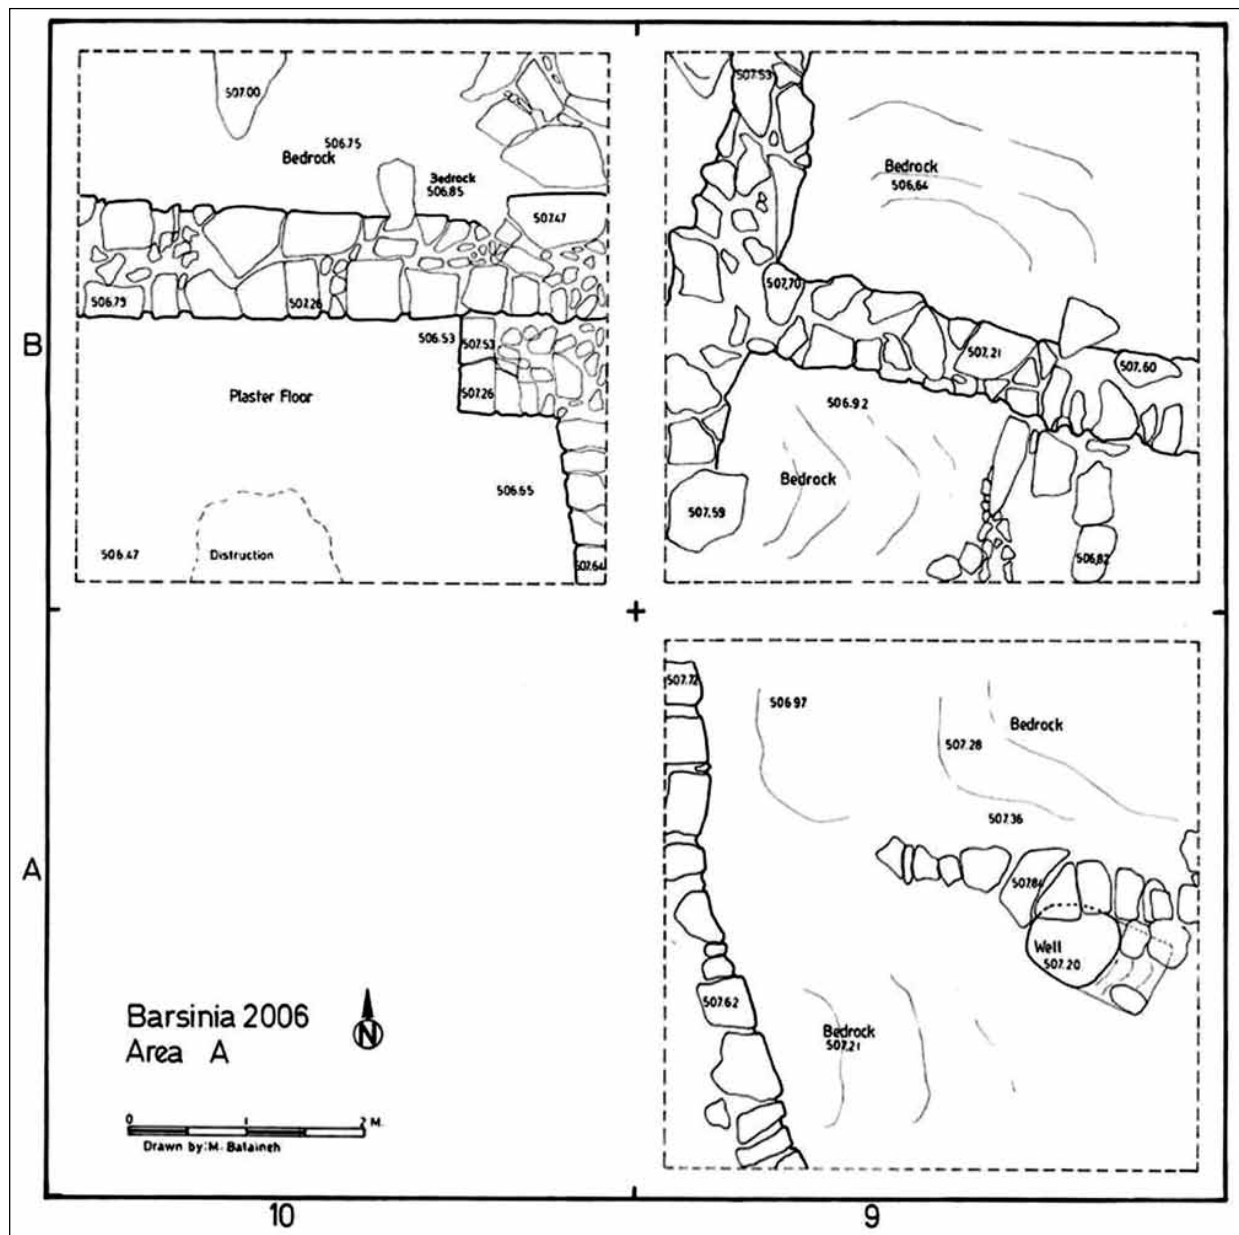 507.00
506.75
Bedrock
Bedrock
506.85
507.47
506.79
507.26
506.53
507.53
507.26
Plaster Floor
506.65
506.47
Distruction
507.64
507.53
Bedrock
506.64
507.70
507.21
507.60
506.92
Bedrock
507.59
506.82
B
507.72
506.97
Bedrock
507.28
507.36
507.84
Well
507.20
507.62
Bedrock
507.21
A
Barsinia 2006
Area A
N
0 1 2 M.
Drawn by: M. Bataineh
10 9